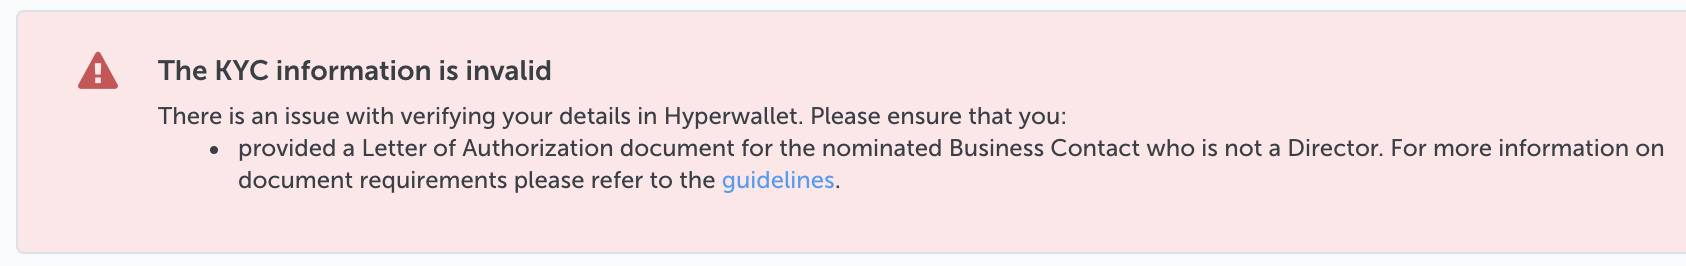 The KYC information is invalid
There is an issue with verifying your details in Hyperwallet. Please ensure that you:
• provided a Letter of Authorization document for the nominated Business Contact who is not a Director. For more information on
document requirements please refer to the guidelines.